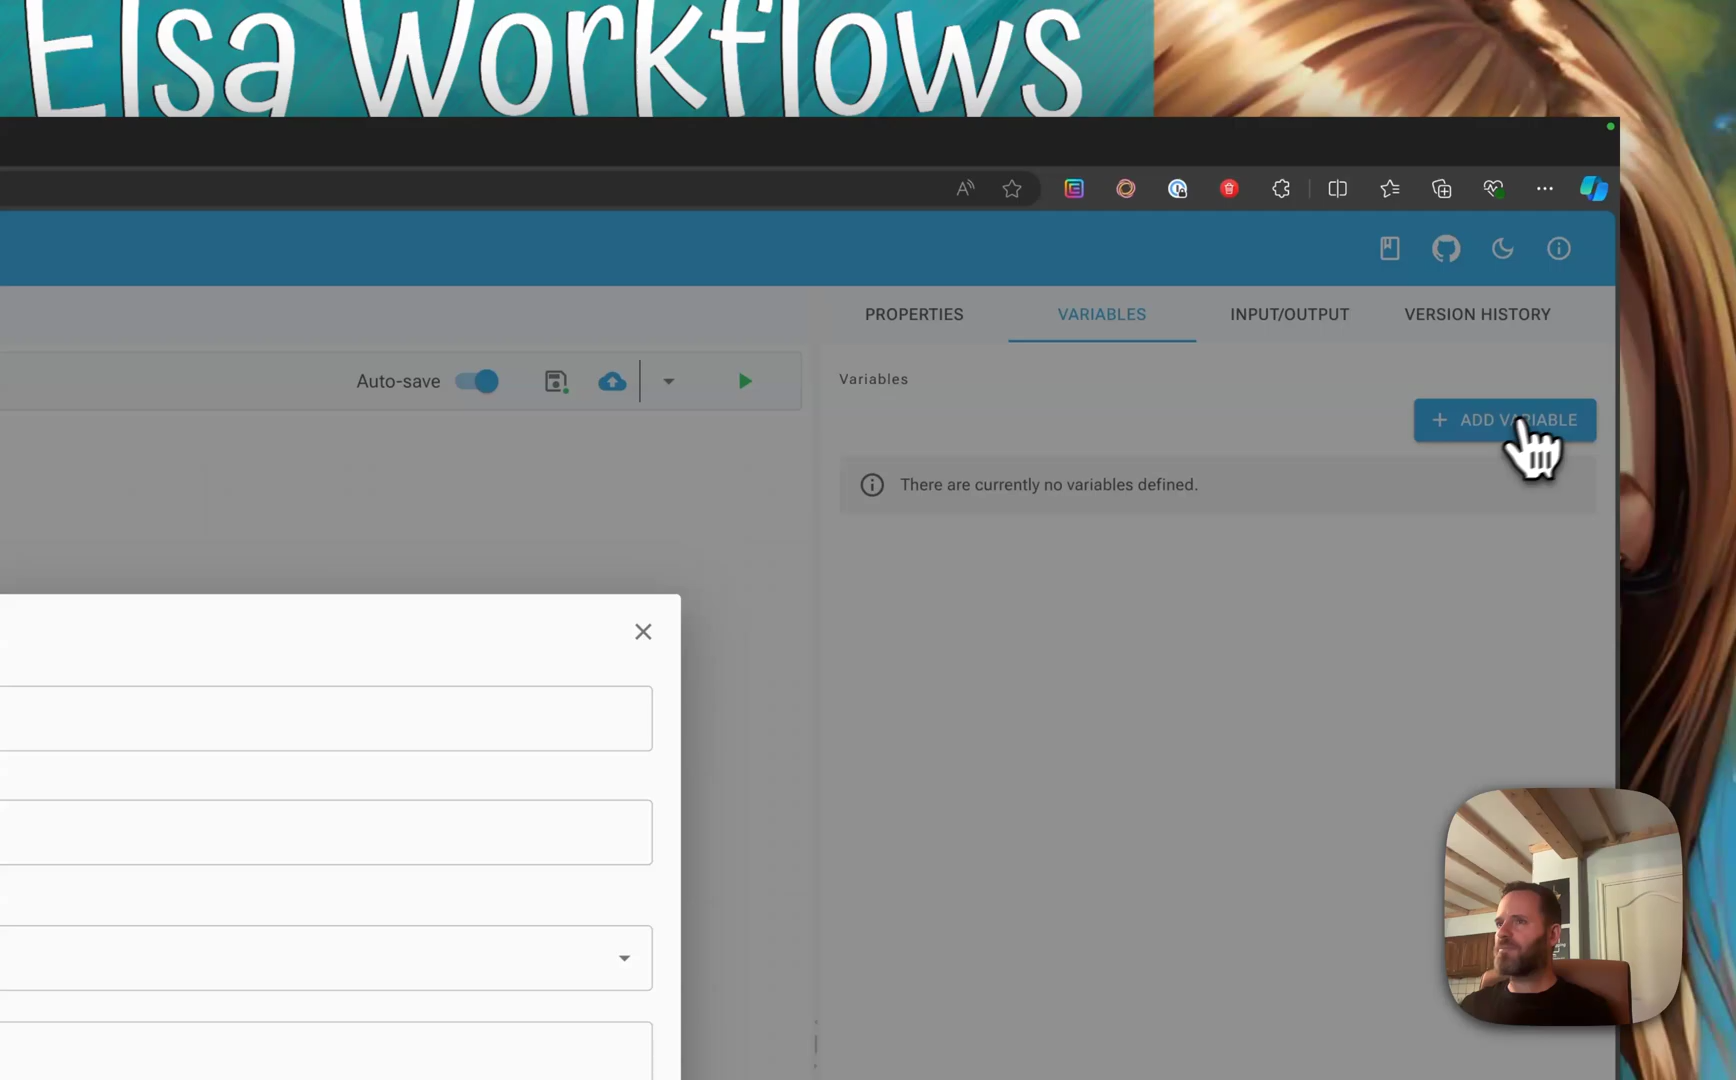 Elsa Workflows
PROPERTIES
VARIABLES
INPUT/OUTPUT
VERSION HISTORY
Auto-save
Variables
+ ADD VARIABLE
There are currently no variables defined.